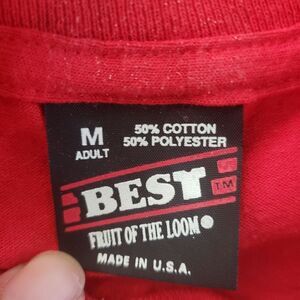 M
ADULT
50% COTTON
50% POLYESTER
BEST
TM
FRUIT OF THE LOOM®
MADE IN U.S.A.